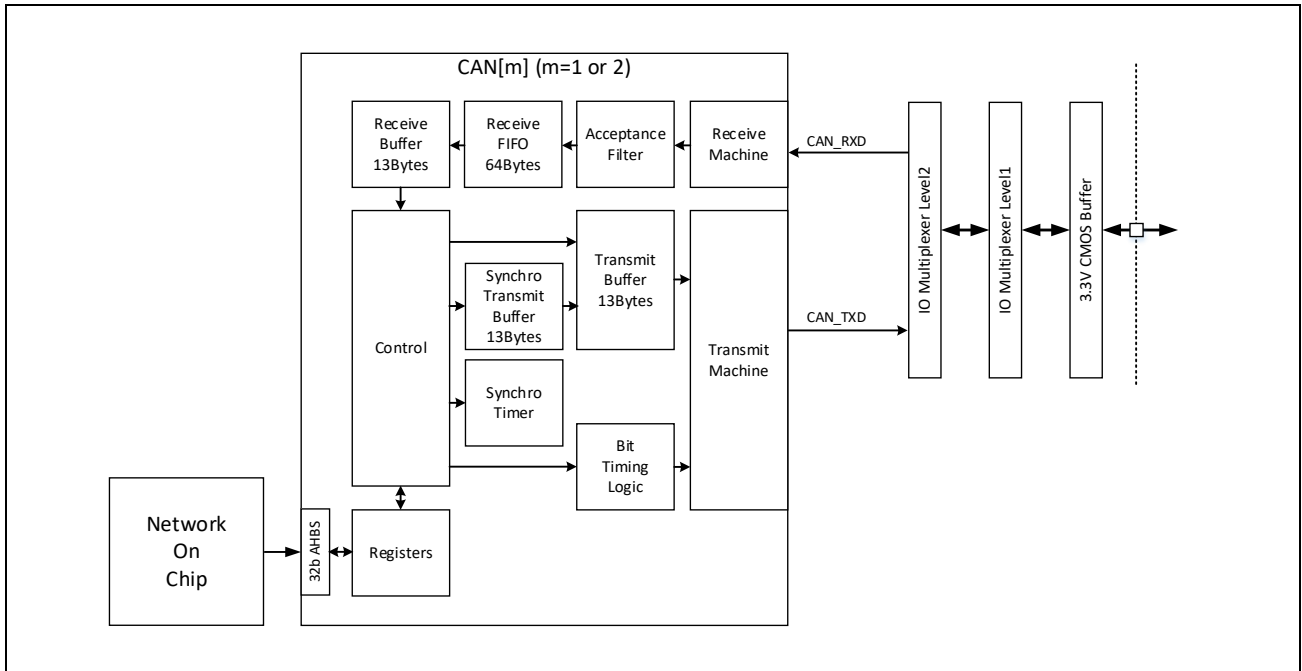 CAN[m] (m=1 or 2)
Receive
Buffer
13Bytes
Receive
FIFO
64Bytes
Acceptance
Filter
Receive
Machine
CAN_RXD
Control
Synchro
Transmit
Buffer
13Bytes
Transmit
Buffer
13Bytes
Transmit
Machine
CAN_TXD
Synchro
Timer
Bit
Timing
Logic
IO Multiplexer Level2
IO Multiplexer Level1
3.3V CMOS Buffer
Network
On
Chip
32b AHBS
Registers